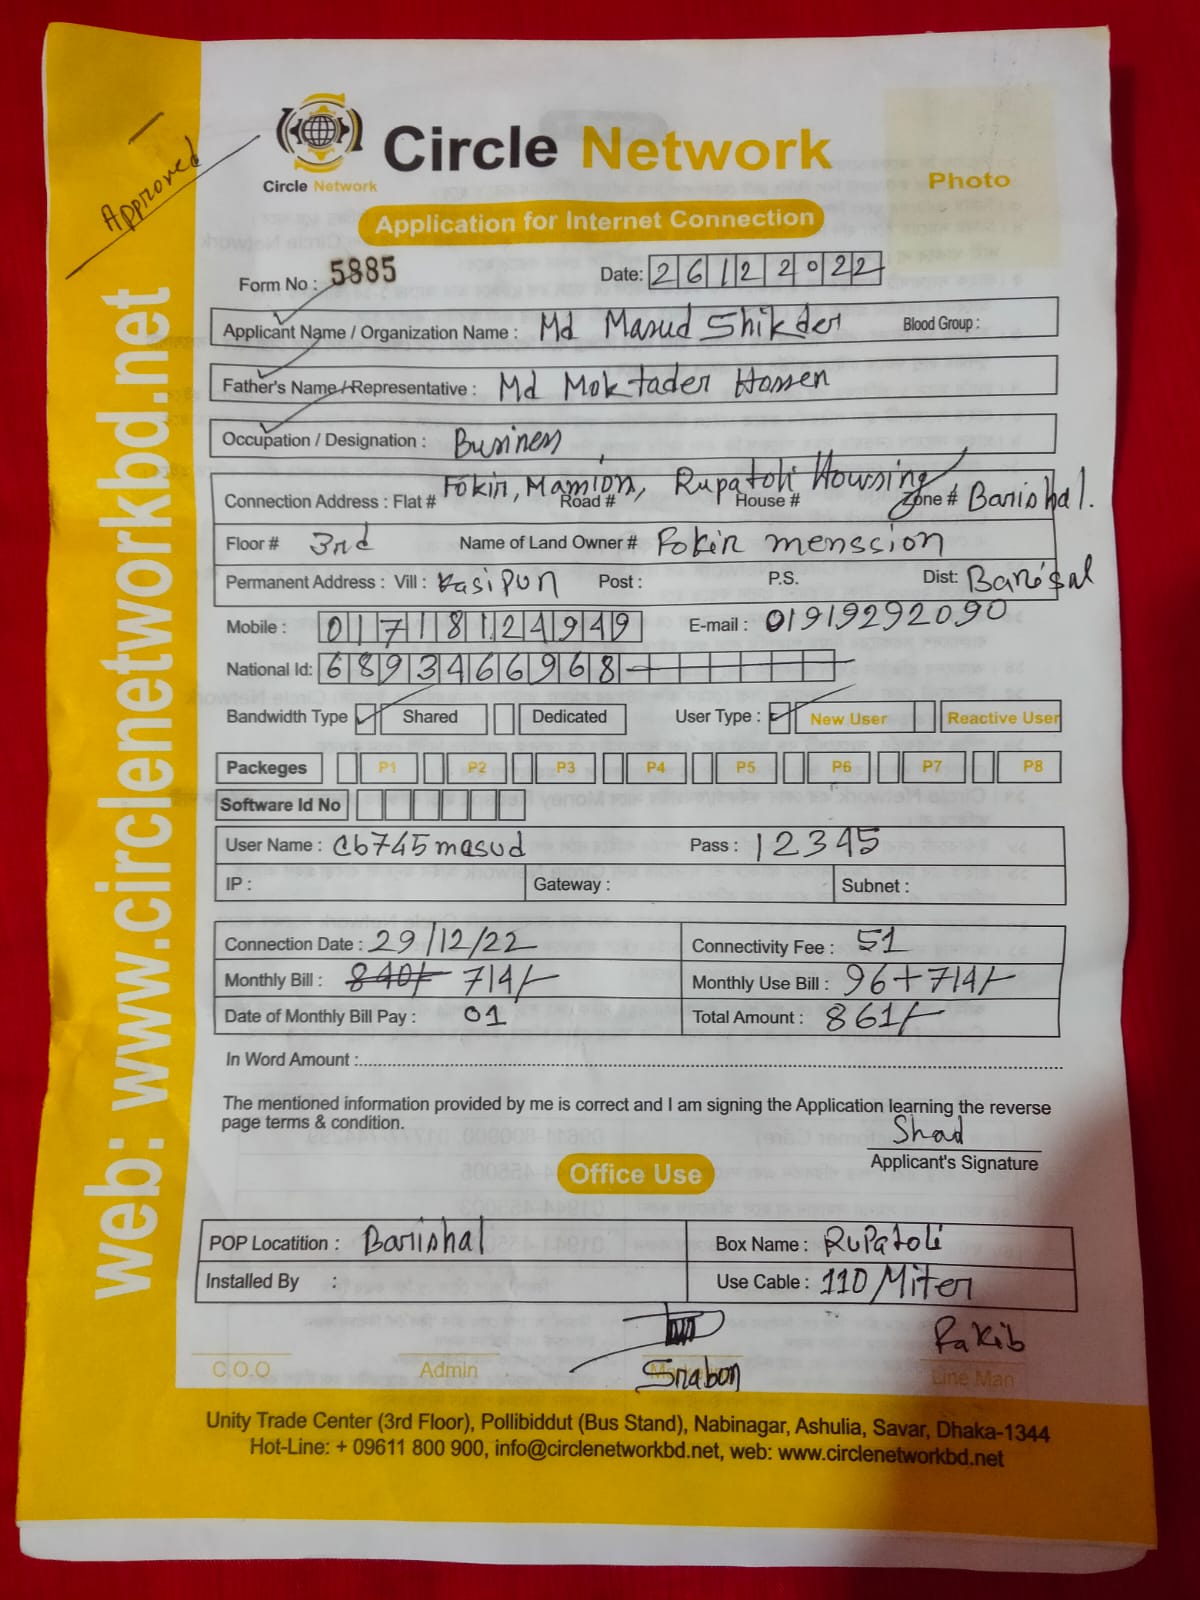 Approved
Circle Network
Circle Network
Photo
Application for Internet Connection
Form No : 5885
Date: 26122022
Applicant Name / Organization Name : Md Masud Shikder Blood Group :
Father's Name / Representative : Md Moktader Hossen
Occupation / Designation : Business
Connection Address : Flat # Fokir, Mansion, Road # Rupatoli Housing House # Zone # Barishal.
Floor # 3rd Name of Land Owner # Fokir menssion
Permanent Address : Vill : Kasipur Post : P.S. Dist: Barisal
Mobile : 01718124949 E-mail : 01919292090
National Id: 6893466968
Bandwidth Type Shared Dedicated User Type : New User Reactive User
Packeges P1 P2 P3 P4 P5 P6 P7 P8
Software Id No
User Name : cb745masud Pass : 12345
IP : Gateway : Subnet :
Connection Date : 29/12/22 Connectivity Fee : 51
Monthly Bill : 840/- 714/- Monthly Use Bill : 96+714/-
Date of Monthly Bill Pay : 01 Total Amount : 861/-
In Word Amount :
The mentioned information provided by me is correct and I am signing the Application learning the reverse
page terms & condition.
Shad
Applicant's Signature
Office Use
POP Locatition : Barishal Box Name : RuPatoli
Installed By : Use Cable : 110 Miter
C.O.O Admin Srabon Rakib Line Man
Unity Trade Center (3rd Floor), Pollibiddut (Bus Stand), Nabinagar, Ashulia, Savar, Dhaka-1344
Hot-Line: + 09611 800 900, info@circlenetworkbd.net, web: www.circlenetworkbd.net
web: www.circlenetworkbd.net